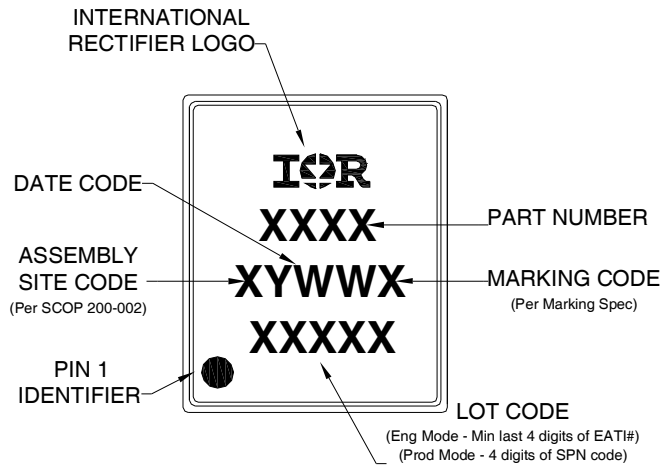 INTERNATIONAL
RECTIFIER LOGO
IOR
DATE CODE
XXXX
PART NUMBER
ASSEMBLY
SITE CODE
(Per SCOP 200-002)
XYWWX
MARKING CODE
(Per Marking Spec)
XXXXX
PIN 1
IDENTIFIER
LOT CODE
(Eng Mode - Min last 4 digits of EATI#)
(Prod Mode - 4 digits of SPN code)